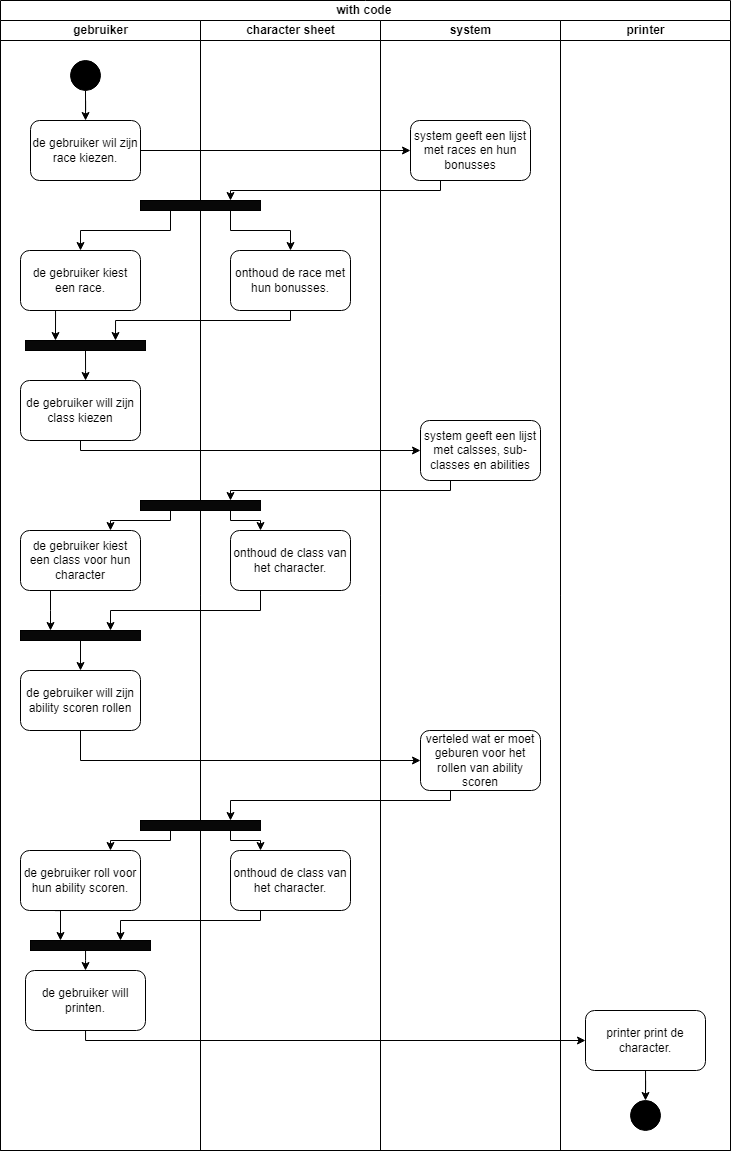 with code
gebruiker
character sheet
system
printer
de gebruiker wil zijn
race kiezen.
system geeft een lijst
met races en hun
bonusses
de gebruiker kiest
een race.
onthoud de race met
hun bonusses.
de gebruiker will zijn
class kiezen
system geeft een lijst
met calsses, sub-
classes en abilities
de gebruiker kiest
een class voor hun
character
onthoud de class van
het character.
de gebruiker will zijn
ability scoren rollen
verteled wat er moet
geburen voor het
rollen van ability
scoren
de gebruiker roll voor
hun ability scoren.
onthoud de class van
het character.
de gebruiker will
printen.
printer print de
character.